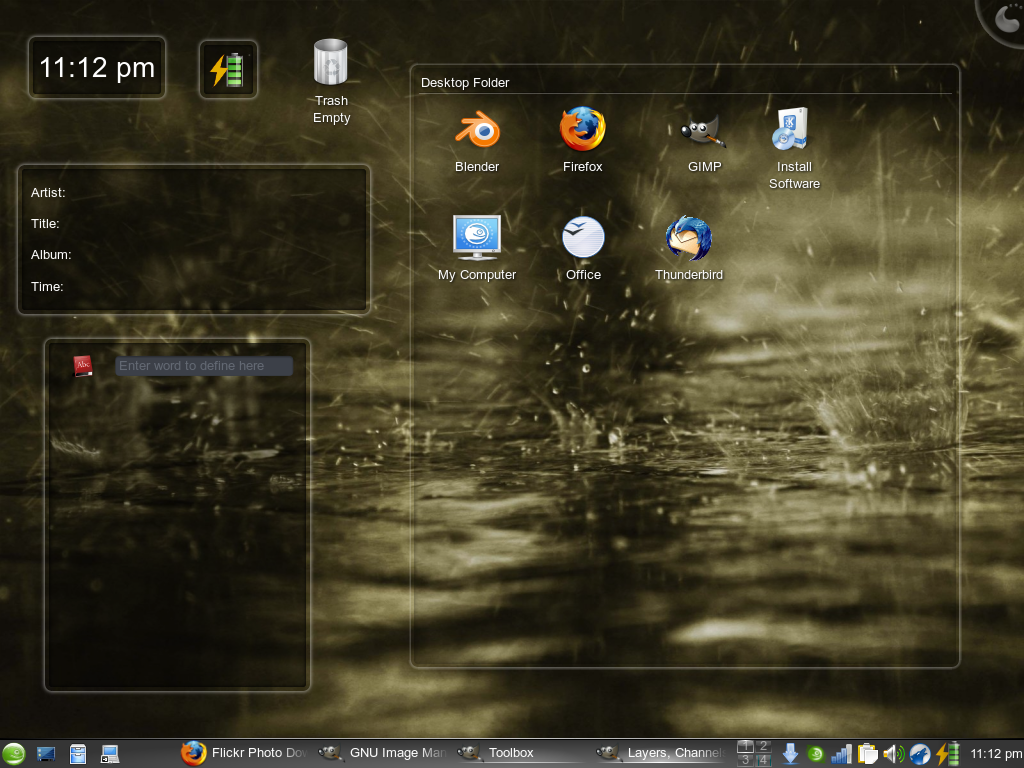 11:12 pm
Trash
Empty
Desktop Folder
Blender
Firefox
GIMP
Install
Software
My Computer
Office
Thunderbird
Artist:
Title:
Album:
Time:
Abc
Enter word to define here
Flickr Photo Dov
GNU Image Man
Toolbox
Layers, Channels
1
2
3
4
11:12 pm